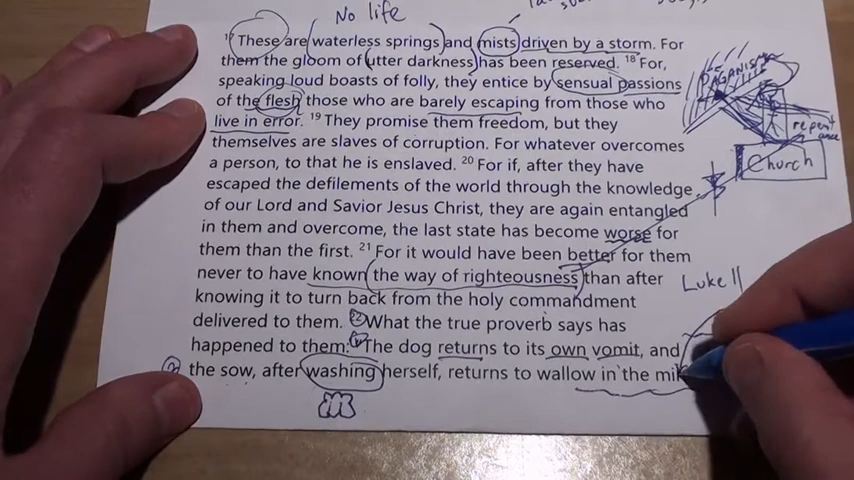 No life
17 These are waterless springs and mists driven by a storm. For
them the gloom of utter darkness has been reserved. 18 For,
speaking loud boasts of folly, they entice by sensual passions
of the flesh those who are barely escaping from those who
live in error. 19 They promise them freedom, but they
themselves are slaves of corruption. For whatever overcomes
a person, to that he is enslaved. 20 For if, after they have
escaped the defilements of the world through the knowledge
of our Lord and Savior Jesus Christ, they are again entangled
in them and overcome, the last state has become worse for
them than the first. 21 For it would have been better for them
never to have known the way of righteousness than after
knowing it to turn back from the holy commandment
delivered to them. 22 What the true proverb says has
happened to them: The dog returns to its own vomit, and
the sow, after washing herself, returns to wallow in the
PAGANISM
repent
ance
Church
Luke 11